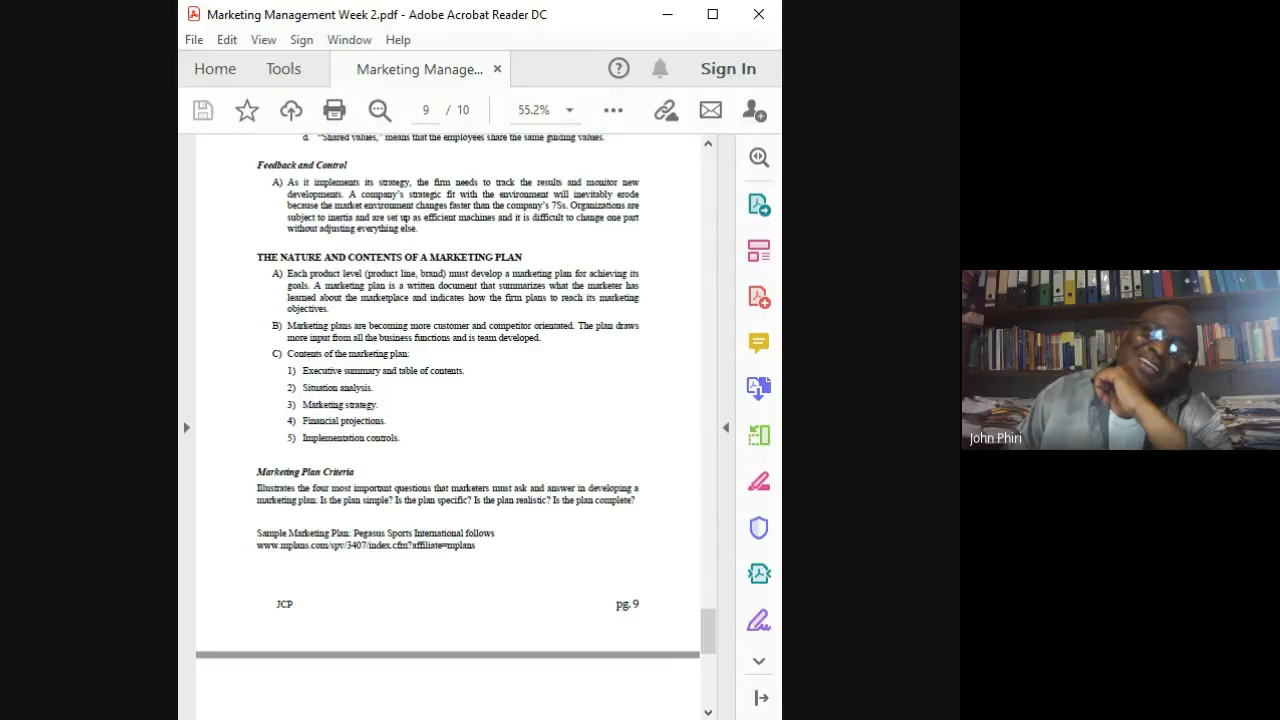 Marketing Management Week 2.pdf - Adobe Acrobat Reader DC
File Edit View Sign Window Help
Home Tools Marketing Manage... × Sign In
9 / 10 55.2%
d. "Shared values," means that the employees share the same guiding values.
Feedback and Control
A) As it implements its strategy, the firm needs to track the results and monitor new
developments. A company's strategic fit with the environment will inevitably erode
because the market environment changes faster than the company's 7Ss. Organizations are
subject to inertia and are set up as efficient machines and it is difficult to change one part
without adjusting everything else.
THE NATURE AND CONTENTS OF A MARKETING PLAN
A) Each product level (product line, brand) must develop a marketing plan for achieving its
goals. A marketing plan is a written document that summarizes what the marketer has
learned about the marketplace and indicates how the firm plans to reach its marketing
objectives.
B) Marketing plans are becoming more customer and competitor orientated. The plan draws
more input from all the business functions and is team developed.
C) Contents of the marketing plan:
1) Executive summary and table of contents.
2) Situation analysis.
3) Marketing strategy.
4) Financial projections.
5) Implementation controls.
Marketing Plan Criteria
Illustrates the four most important questions that marketers must ask and answer in developing a
marketing plan. Is the plan simple? Is the plan specific? Is the plan realistic? Is the plan complete?
Sample Marketing Plan: Pegasus Sports International follows
www.mplans.com/spv/3407/index.cfm?affiliate=mplans
JCP pg. 9
John Phiri